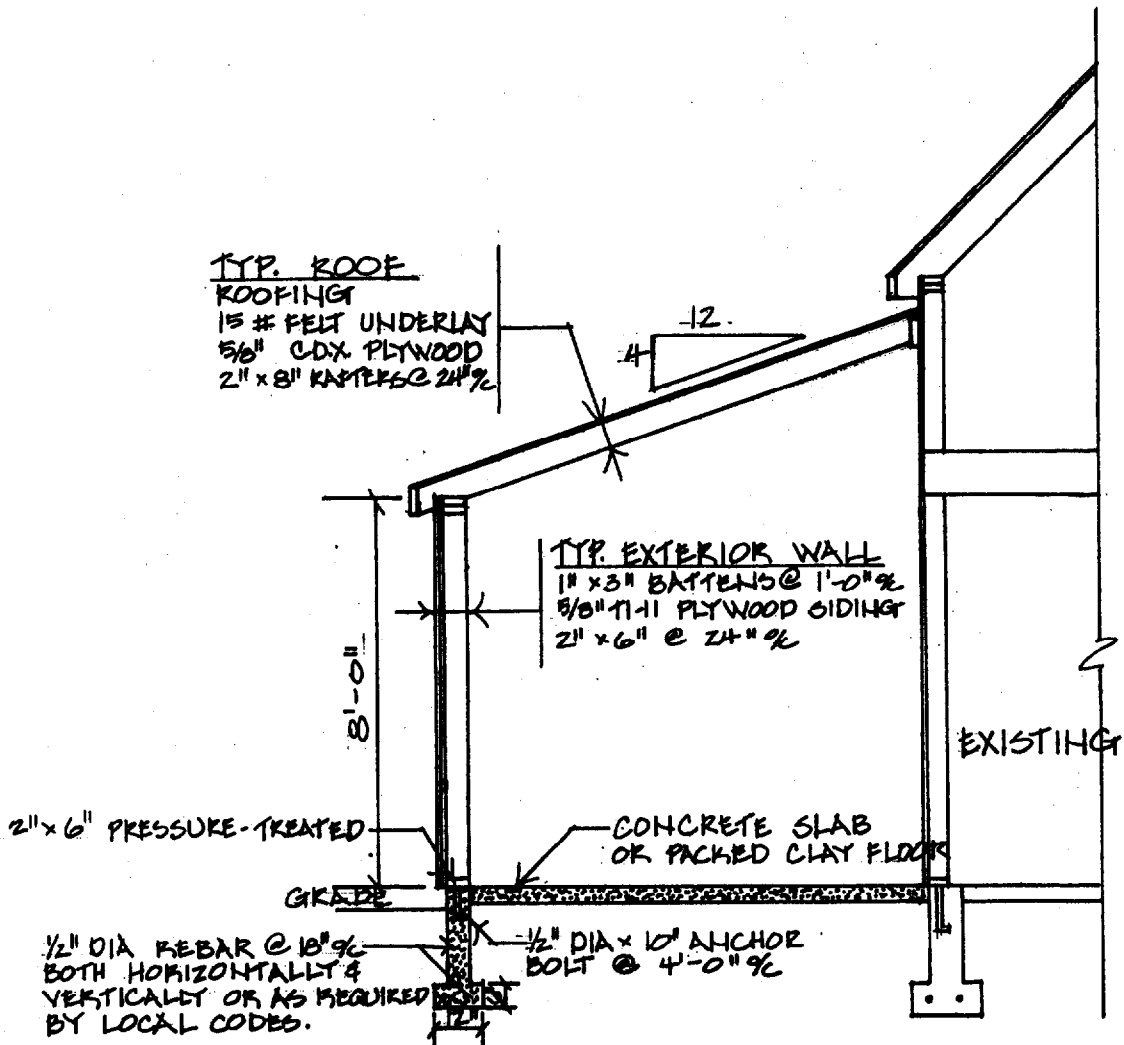 TYP. ROOF
ROOFING
15 # FELT UNDERLAY
5/8" CDX PLYWOOD
2" x 8" RAFTERS @ 24" %
12
4
TYP. EXTERIOR WALL
1" x 3" BATTENS @ 1'-0" %
5/8" T1-11 PLYWOOD SIDING
2" x 6" @ 24" %
8'-0"
EXISTING
2" x 6" PRESSURE-TREATED
CONCRETE SLAB
OR PACKED CLAY FLOOR
GRADE
1/2" DIA REBAR @ 18" %
BOTH HORIZONTALLY &
VERTICALLY OR AS REQUIRED
BY LOCAL CODES.
1/2" DIA x 10" ANCHOR
BOLT @ 4'-0" %
12"